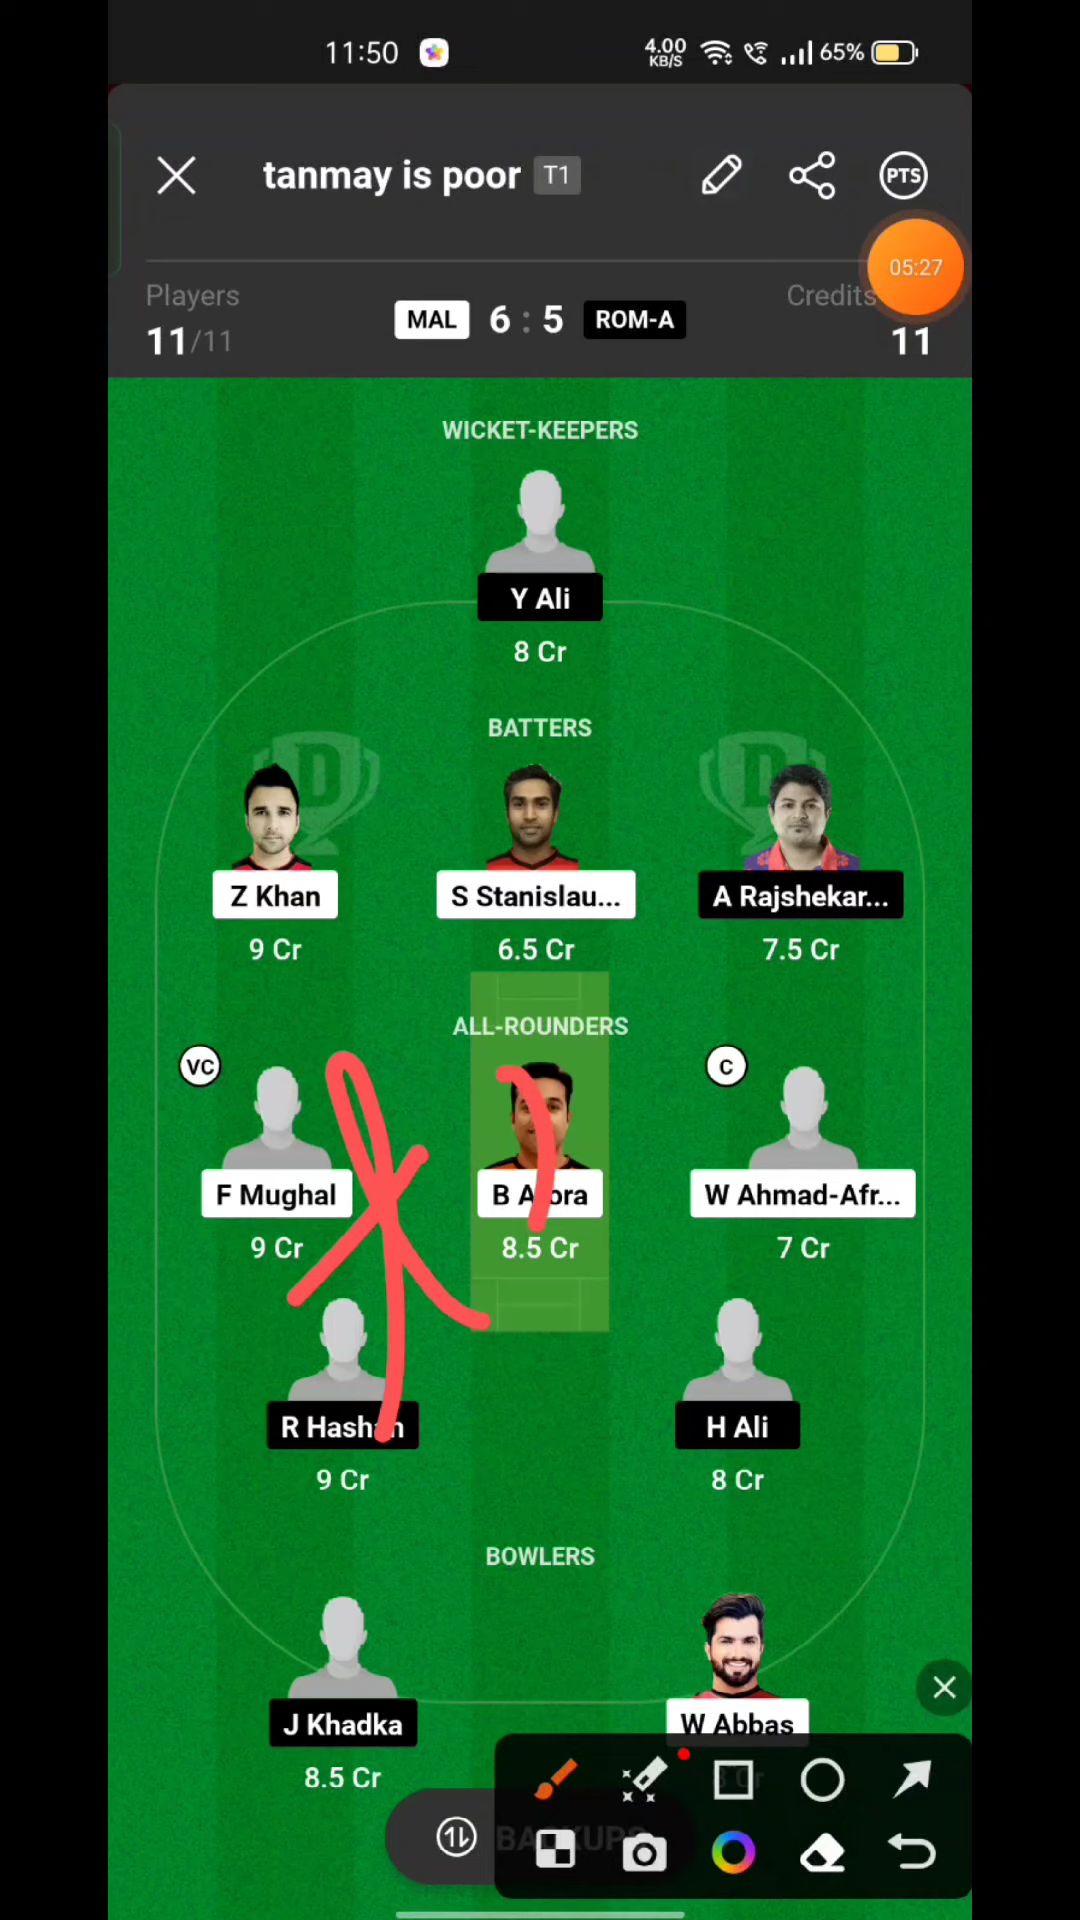 11:50
4.00 KB/S
65%
tanmay is poor T1
PTS
05:27
Players
Credits
11/11
MAL 6 : 5 ROM-A
11
WICKET-KEEPERS
Y Ali
8 Cr
BATTERS
Z Khan
S Stanislau...
A Rajshekar...
9 Cr
6.5 Cr
7.5 Cr
ALL-ROUNDERS
VC
C
F Mughal
B Arora
W Ahmad-Afr...
9 Cr
8.5 Cr
7 Cr
R Hashan
H Ali
9 Cr
8 Cr
BOWLERS
J Khadka
W Abbas
8.5 Cr
BACKUPS